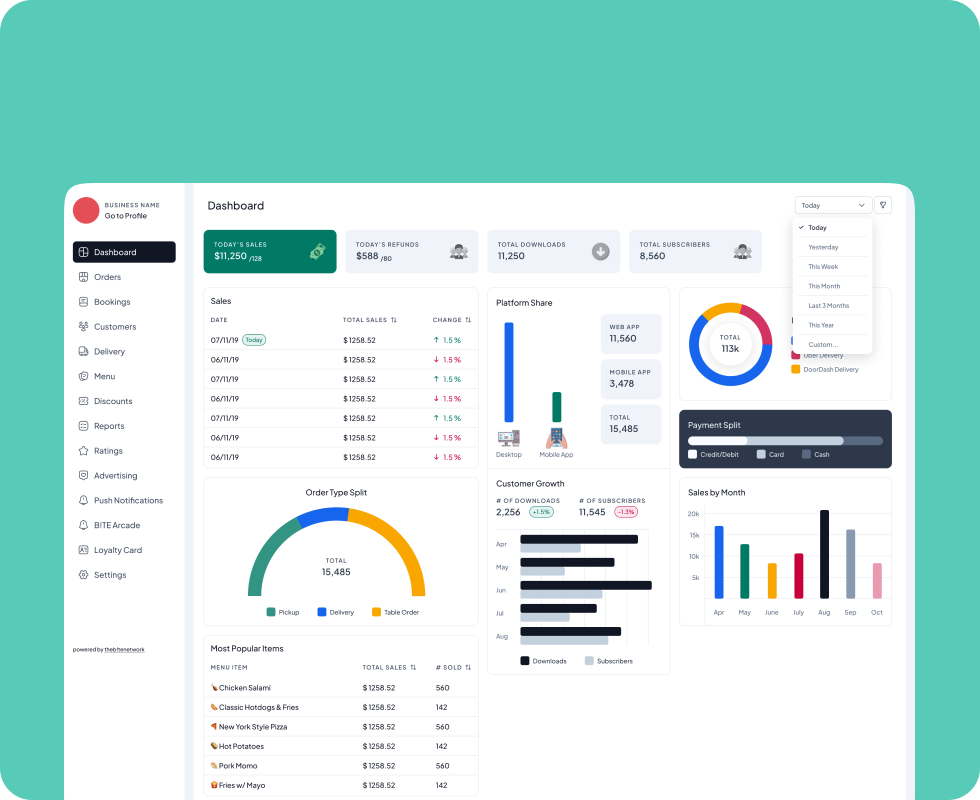 BUSINESS NAME
Go to Profile
Dashboard
Orders
Bookings
Customers
Delivery
Menu
Discounts
Reports
Ratings
Advertising
Push Notifications
B!TE Arcade
Loyalty Card
Settings
powered by thebitenetwork
Dashboard
Today
Today
Yesterday
This Week
This Month
Last 3 Months
This Year
Custom...
TODAY'S SALES
$11,250 /128
TODAY'S REFUNDS
$588 /80
TOTAL DOWNLOADS
11,250
TOTAL SUBSCRIBERS
8,560
Sales
DATE TOTAL SALES CHANGE
07/11/19 Today $ 1258.52 1.5 %
06/11/19 $ 1258.52 1.5 %
07/11/19 $ 1258.52 1.5 %
06/11/19 $ 1258.52 1.5 %
07/11/19 $ 1258.52 1.5 %
06/11/19 $ 1258.52 1.5 %
06/11/19 $ 1258.52 1.5 %
Order Type Split
TOTAL
15,485
Pickup Delivery Table Order
Most Popular Items
MENU ITEM TOTAL SALES # SOLD
Chicken Salami $ 1258.52 560
Classic Hotdogs & Fries $ 1258.52 142
New York Style Pizza $ 1258.52 560
Hot Potatoes $ 1258.52 142
Pork Momo $ 1258.52 560
Fries w/ Mayo $ 1258.52 142
Platform Share
WEB APP
11,560
MOBILE APP
3,478
TOTAL
15,485
Desktop Mobile App
Customer Growth
# OF DOWNLOADS # OF SUBSCRIBERS
2,256 +1.5% 11,545 -1.3%
Apr
May
Jun
Jul
Aug
Downloads Subscribers
TOTAL
113k
Uber Delivery
DoorDash Delivery
Payment Split
Credit/Debit Card Cash
Sales by Month
20k
15k
10k
5k
Apr May June July Aug Sep Oct